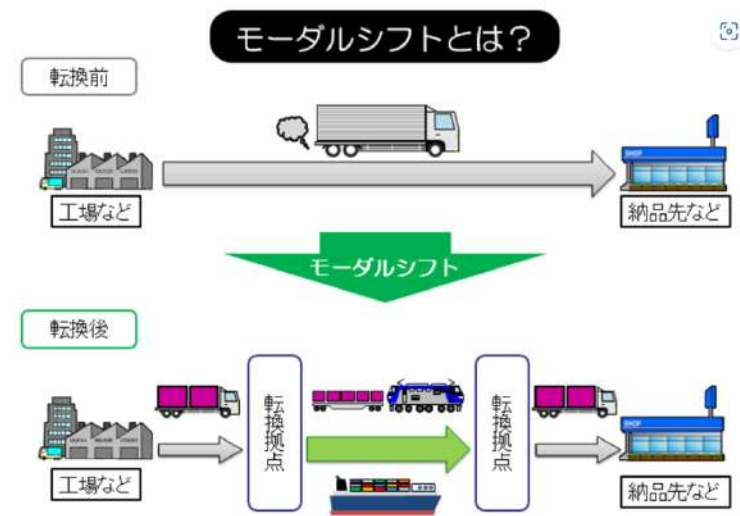 モーダルシフトとは?
転換前
SHOP
工場など
納品先など
モーダルシフト
転換後
転換拠点
転換拠点
SHOP
工場など
納品先など